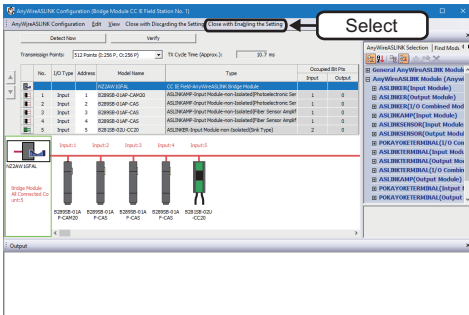 AnyWireASLINK Configuration (Bridge Module CC IE Field Station No. 1)
AnyWireASLINK Configuration Edit View Close with Discarding the Setting Close with Enabling the Setting
Select
Detect Now Verify
Transmission Points: 512 Points (I:256 P, O:256 P) TX Cycle Time (Approx.): 10.7 ms
No. I/O Type Address Model Name Type Occupied Bit Pts
Input Output
NZ2AW1GFAL CC IE Field-AnyWireASLINK Bridge Module
1 Input 1 B289SB-01AP-CAM20 ASLINKAMP-Input Module-non-Isolated(Photoelectronic Ser 1 0
2 Input 2 B289SB-01AP-CAS ASLINKAMP-Input Module-non-Isolated(Photoelectronic Ser 1 0
3 Input 3 B289SB-01AF-CAS ASLINKAMP-Input Module-non-Isolated(Fiber Sensor Amplif 1 0
4 Input 4 B289SB-01AF-CAS ASLINKAMP-Input Module-non-Isolated(Fiber Sensor Amplif 1 0
5 Input 5 B281SB-02U-CC20 ASLINKER-Input Module-non-Isolated(Sink Type) 2 0
Input:1 Input:2 Input:3 Input:4 Input:5
NZ2AW1GFAL
Bridge Module
All Connected Co
unt:5
B289SB-01A P-CAM20
B289SB-01A P-CAS
B289SB-01A F-CAS
B289SB-01A F-CAS
B281SB-02U -CC20
Output
AnyWireASLINK Selection Find Modu
General AnyWireASLINK Module
AnyWireASLINK Module (Anywi
ASLINKER(Input Module)
ASLINKER(Output Module)
ASLINKER(I/O Combined Mod
ASLINKAMP(Input Module)
ASLINKSENSOR(Input Module
ASLINKSENSOR(Output Modul
POKAYOKETERMINAL(I/O Con
ASLINKTERMINAL(Input Modu
ASLINKTERMINAL(Output Mo
ASLINKTERMINAL(I/O Combin
ASLINKAMP(Output Module)
POKAYOKETERMINAL(Intput M
POKAYOKETERMINAL(Output